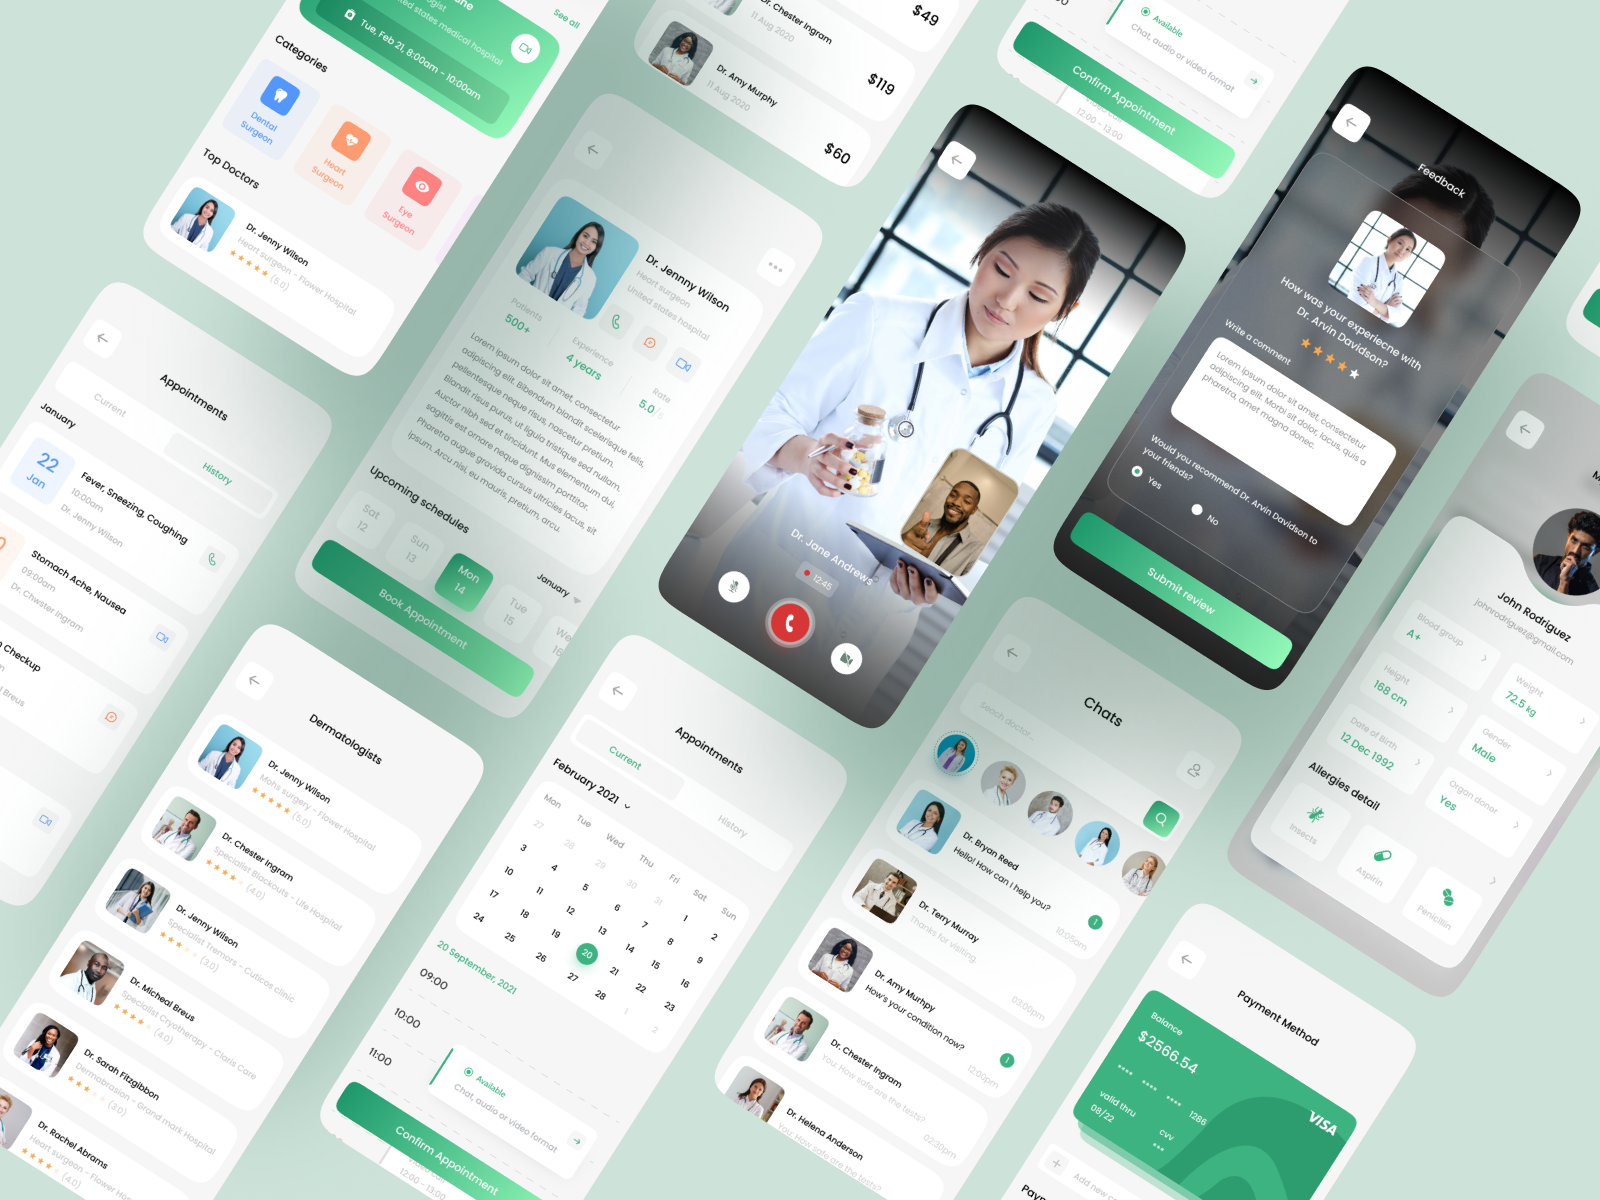 See all
ogist
ted states medical hospital
Tue, Feb 21, 8:00am - 10:00am
Categories
Dental
Surgeon
Heart
Surgeon
Eye
Surgeon
Top Doctors
Dr. Jenny Wilson
Heart surgeon - Flower Hospital
(5.0)
$49
Dr. Chester Ingram
11 Aug 2020
$119
Dr. Amy Murphy
11 Aug 2020
$60
Available
Chat, audio or video format
Confirm Appointment
12:00 - 13:00
Appointments
Current
History
January
22
Jan
Fever, Sneezing, Coughing
10:00am
Dr. Jenny Wilson
Stomach Ache, Nausea
09:00am
Dr. Chwster Ingram
Checkup
l Breus
Dr. Jennny Wilson
Heart surgeon
United states hospital
Patients
500+
Experience
4 years
Rate
5.0
Lorem ipsum dolor sit amet, consectetur
adipiscing elit. Bibendum blandit scelerisque felis,
pellentesque neque risus, nascetur pretium.
Blandit risus purus, ut ligula tristique sed nullam.
Auctor nibh sed et tincidunt. Mus elementum dui,
sagittis est ornare neque dignissim porttitor.
Pharetra augue gravida cursus ultricies lacus, sit
ipsum. Arcu nisi, eu mauris, pretium, arcu.
Upcoming schedules
January
Sat
12
Sun
13
Mon
14
Tue
15
We
16
Book Appointment
Dr. Jane Andrews
12:45
Feedback
How was your experiecne with
Dr. Arvin Davidson?
Write a comment
Lorem ipsum dolor sit amet, consectetur
adipiscing elit. Morbi sit dolor, lacus, quis a
pharetra, amet magna donec.
Would you recommend Dr. Arvin Davidson to
your friends?
Yes
No
Submit review
M
John Rodriguez
johnrodriguez@gmail.com
Blood group
A+
Weight
72.5 kg
Height
168 cm
Gender
Male
Date of Birth
12 Dec 1992
Organ donor
Yes
Allergies detail
Insects
Aspirin
Penicillin
Dermatologists
Dr. Jenny Wilson
Mohs surgery - Flower Hospital
(5.0)
Dr. Chester Ingram
Specialist Blackouts - Life Hospital
(4.0)
Dr. Jenny Wilson
Specialist Tremors - Cuticos clinic
(3.0)
Dr. Micheal Breus
Specialist Cryotherapy - Claris Care
(4.0)
Dr. Sarah Fitzgibbon
Dermabrasion - Grand mark Hospital
(3.0)
Dr. Rachel Abrams
Heart surgeon - Flower Hos
(4.0)
Appointments
Current
History
February 2021
Mon Tue Wed Thu Fri Sat Sun
27 28 29 30 31 1 2
3 4 5 6 7 8 9
10 11 12 13 14 15 16
17 18 19 20 21 22 23
24 25 26 27 28 1 2
20 September, 2021
09:00
10:00
11:00
Available
Chat, audio or video format
Confirm Appointment
12:00 - 13:00
Chats
Seach doctor...
Dr. Bryan Reed
Hello! How can I help you?
1
10:05am
Dr. Terry Murray
Thanks for visiting.
03:00pm
Dr. Amy Murhpy
How's your condition now?
1
12:00pm
Dr. Chester Ingram
You: How safe are the tests?
02:30pm
Dr. Helena Anderson
You: How safe are the tests?
Payment Method
Balance
$2566.54
**** **** **** 1286
valid thru
08/22
CVV
***
VISA
Add new c
Paym